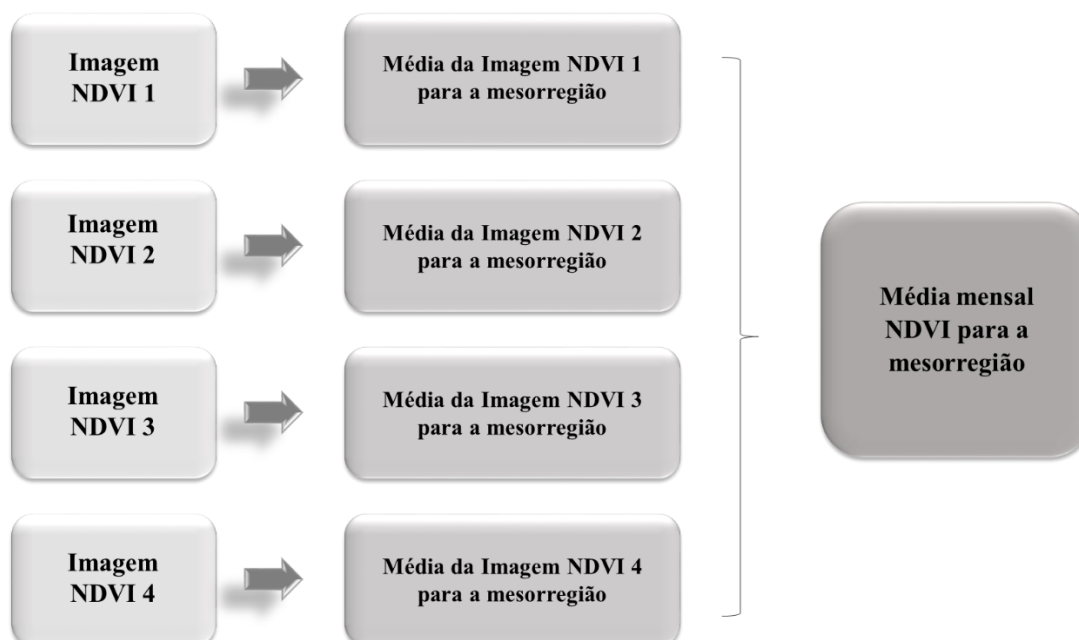 Imagem
NDVI 1
Média da Imagem NDVI 1
para a mesorregião
Imagem
NDVI 2
Média da Imagem NDVI 2
para a mesorregião
Imagem
NDVI 3
Média da Imagem NDVI 3
para a mesorregião
Imagem
NDVI 4
Média da Imagem NDVI 4
para a mesorregião
Média mensal
NDVI para a
mesorregião